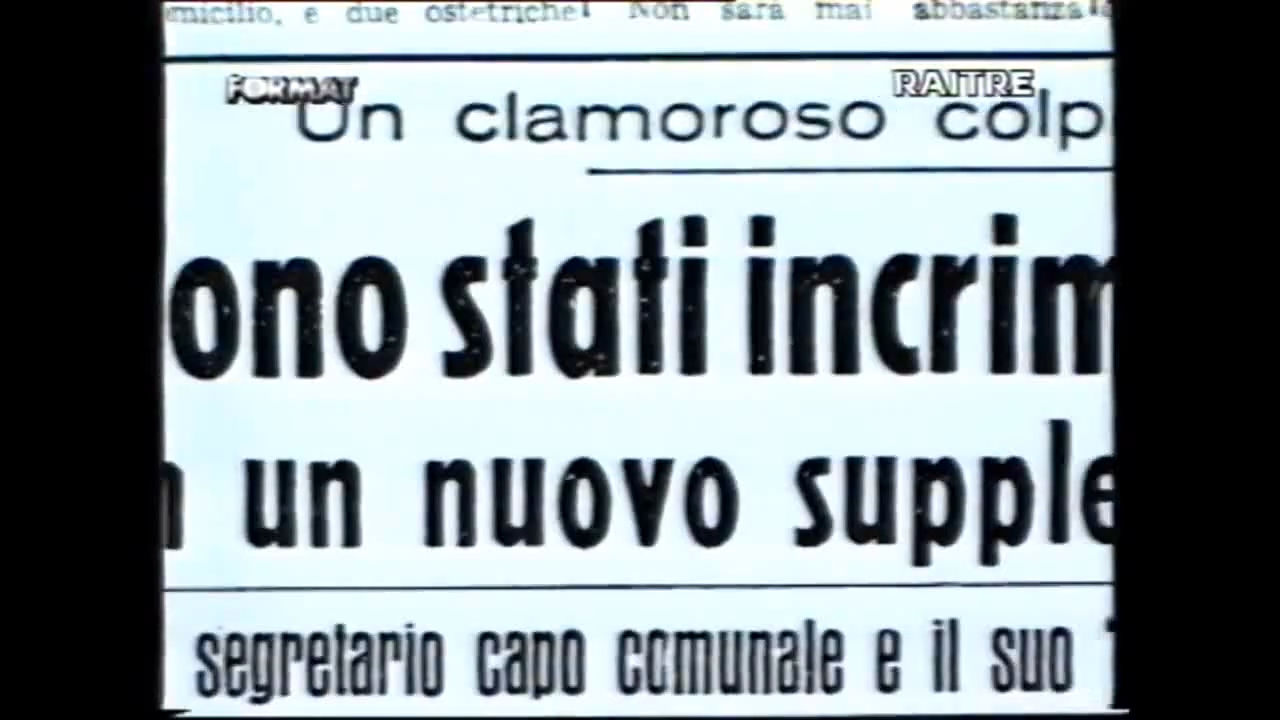 micilio, e due ostetriche! Non sarà mai abbastanza
FORMAT
RAITRE
Un clamoroso colp
ono stati incrim
n un nuovo supple
segretario capo comunale e il suo